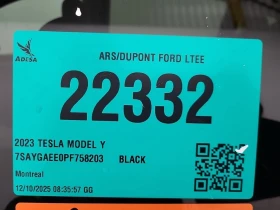 ADESA
ARS/DUPONT FORD LTEE
22332
2023 TESLA MODEL Y
7SAYGAEE0PF758203 BLACK
Montreal
12/10/2025 08:35:57 GG